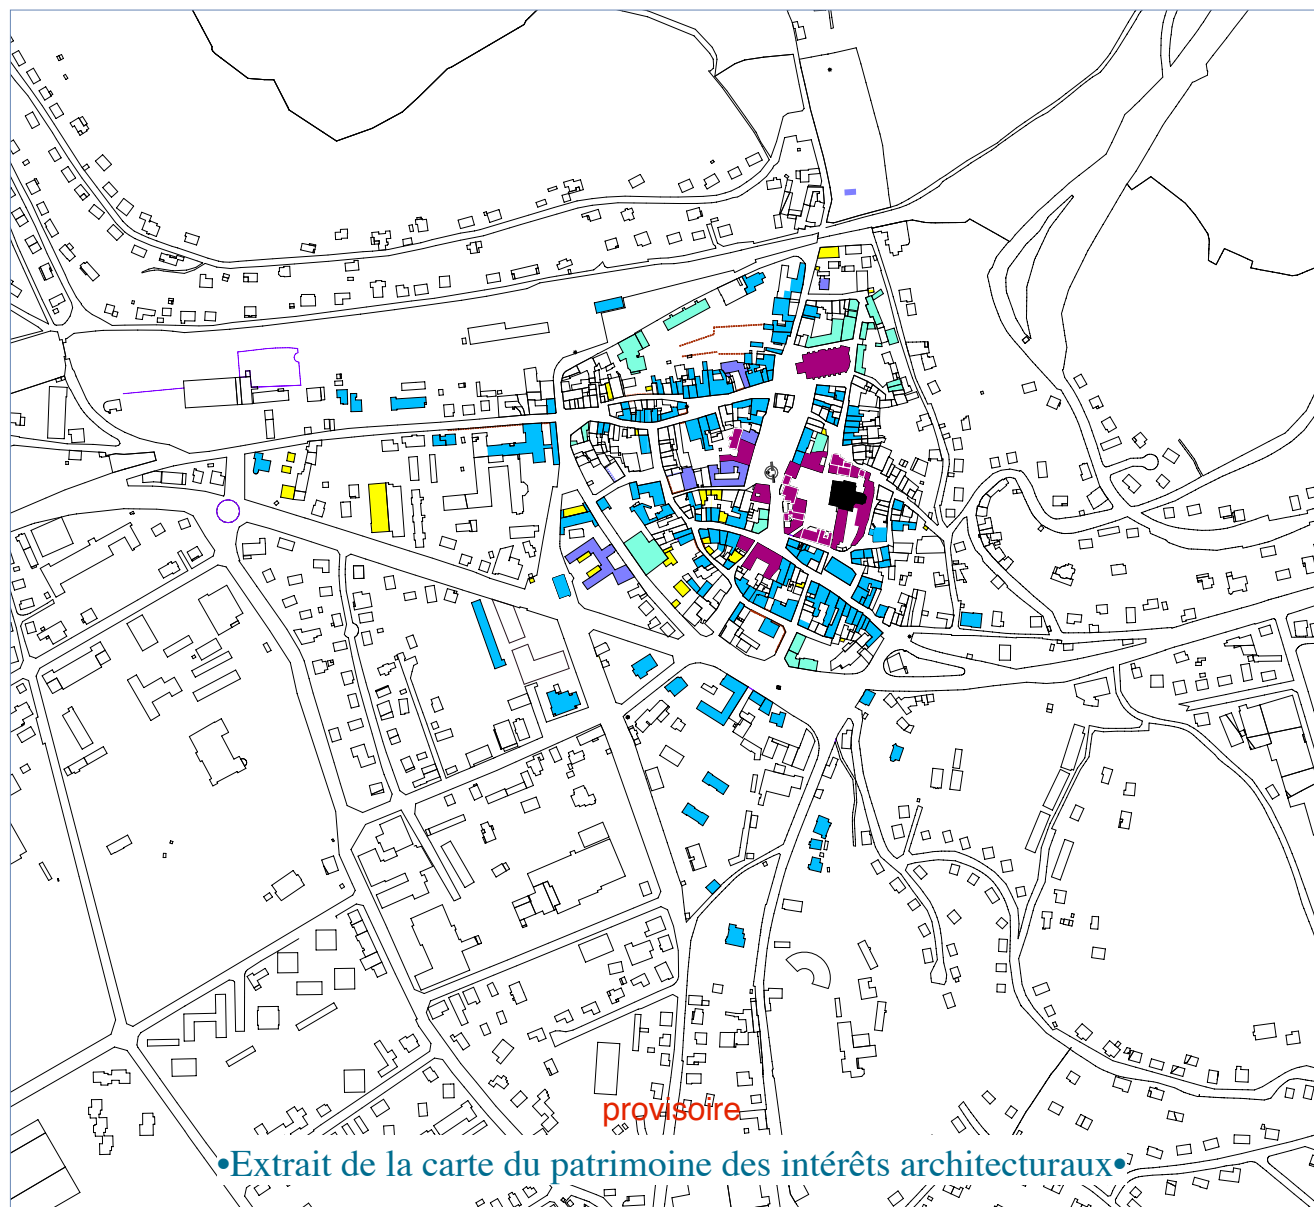 provisoire
•Extrait de la carte du patrimoine des intérêts architecturaux•